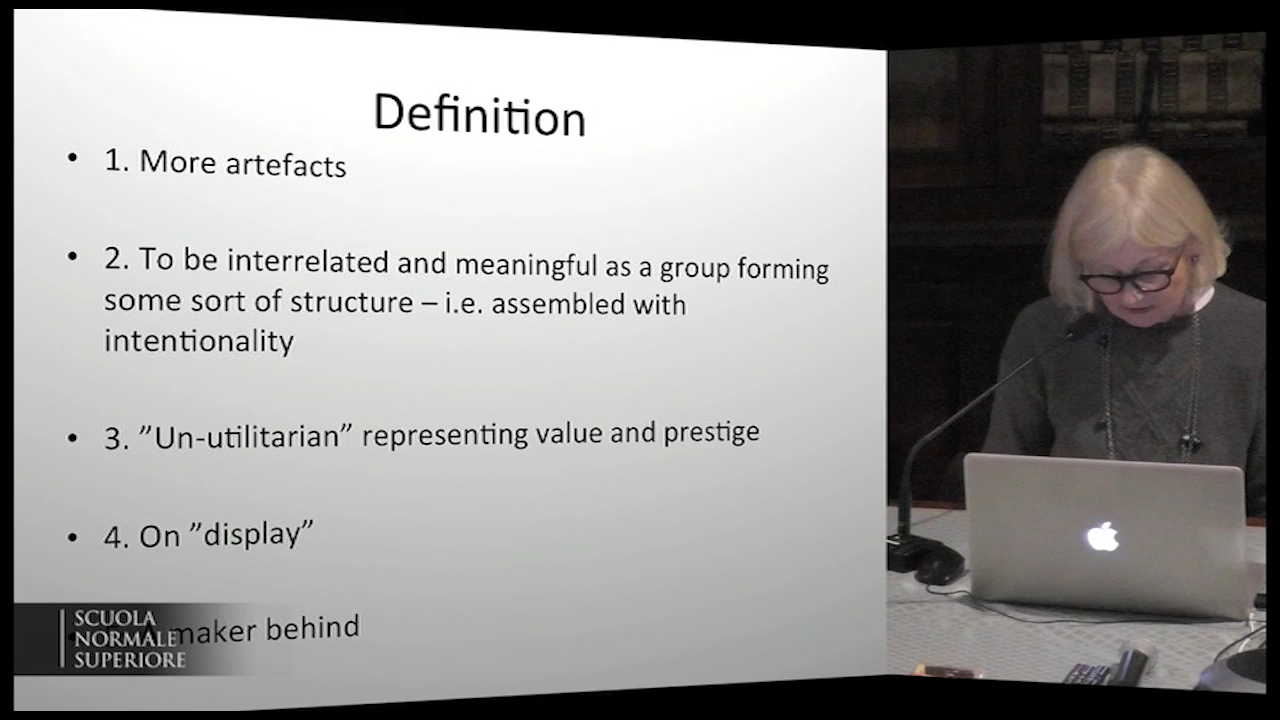 Definition
• 1. More artefacts
• 2. To be interrelated and meaningful as a group forming
some sort of structure – i.e. assembled with
intentionality
• 3. ”Un-utilitarian” representing value and prestige
• 4. On ”display”
maker behind
SCUOLA
NORMALE
SUPERIORE